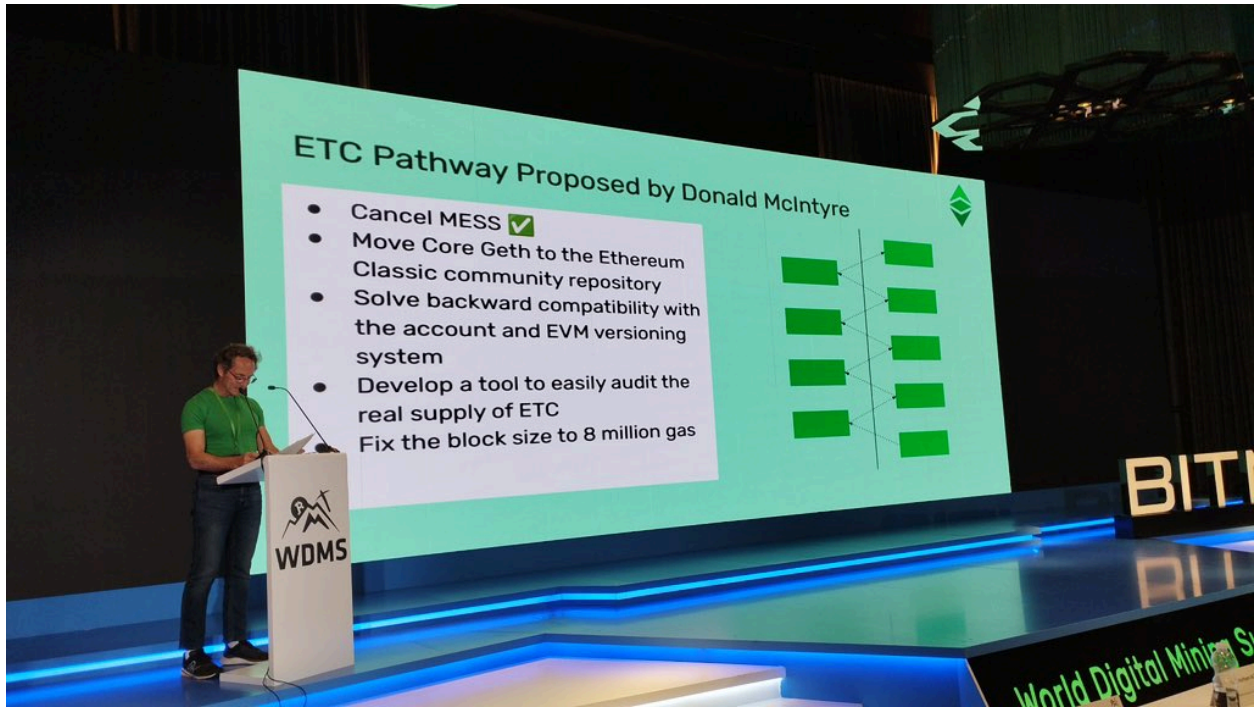 ETC Pathway Proposed by Donald McIntyre
● Cancel MESS ✅
● Move Core Geth to the Ethereum
Classic community repository
● Solve backward compatibility with
the account and EVM versioning
system
● Develop a tool to easily audit the
real supply of ETC
Fix the block size to 8 million gas
WDMS
BIT
World Digital Mining S